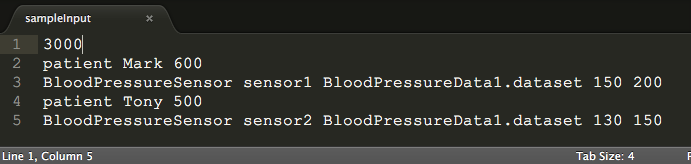 sampleInput ×
1 3000
2 patient Mark 600
3 BloodPressureSensor sensor1 BloodPressureData1.dataset 150 200
4 patient Tony 500
5 BloodPressureSensor sensor2 BloodPressureData1.dataset 130 150
Line 1, Column 5 Tab Size: 4